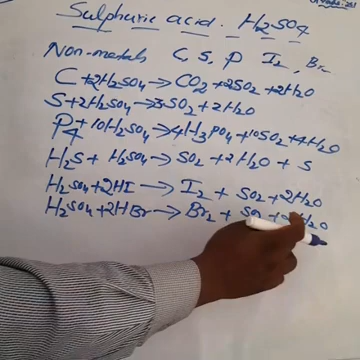 Sulphuric acid. H2SO4
Non-metals C, S, P I2, Br2
C+2H2SO4→CO2+2SO2+2H2O
S+2H2SO4→3SO2+2H2O
P4+10H2SO4→4H3PO4+10SO2+4H2O
H2S+H2SO4→SO2+2H2O+S
H2SO4+2HI→I2+SO2+2H2O
H2SO4+2HBr→Br2+SO2+2H2O